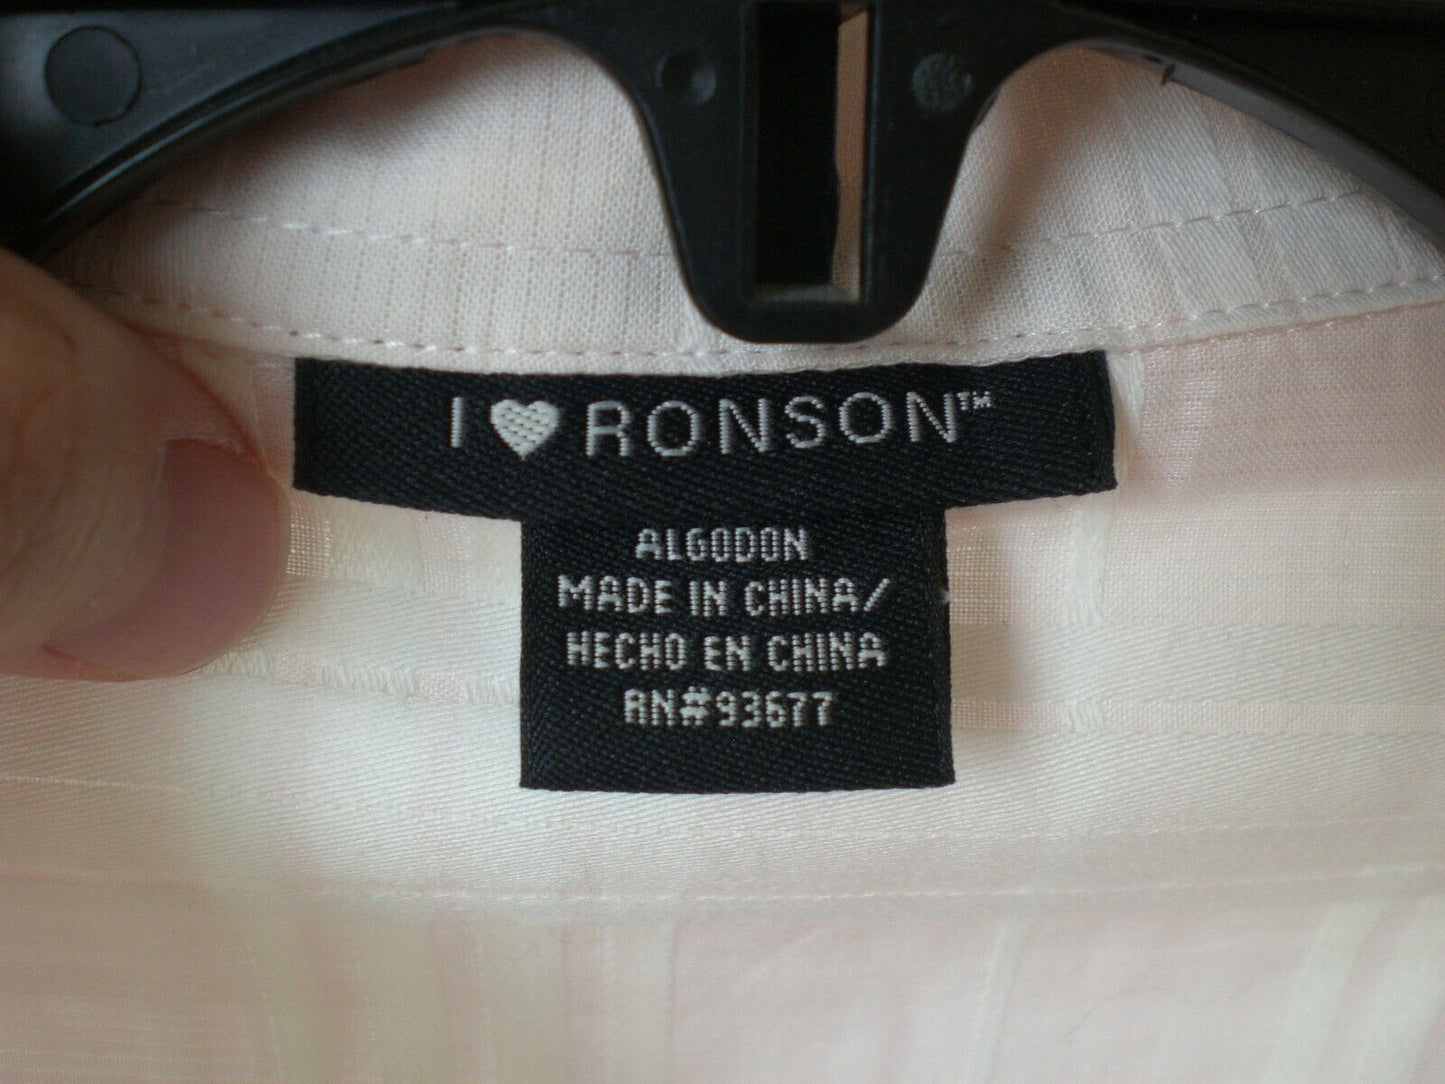 I ♥ RONSON™
ALGODON
MADE IN CHINA/
HECHO EN CHINA
RN#93677